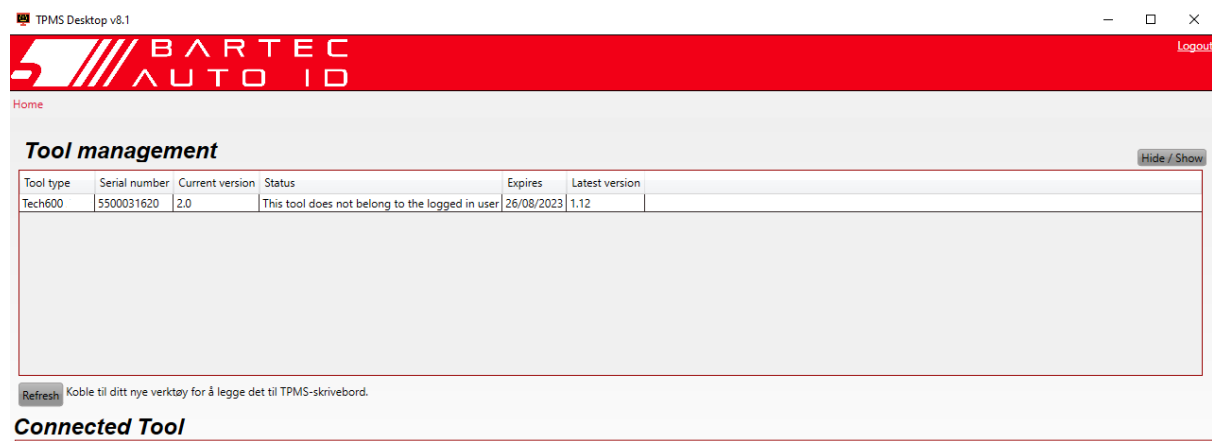 TPMS Desktop v8.1
BARTEC
AUTO ID
Logout
Home
Tool management
Hide / Show
Tool type Serial number Current version Status Expires Latest version
Tech600 5500031620 2.0 This tool does not belong to the logged in user 26/08/2023 1.12
Refresh Koble til ditt nye verktøy for å legge det til TPMS-skrivebord.
Connected Tool